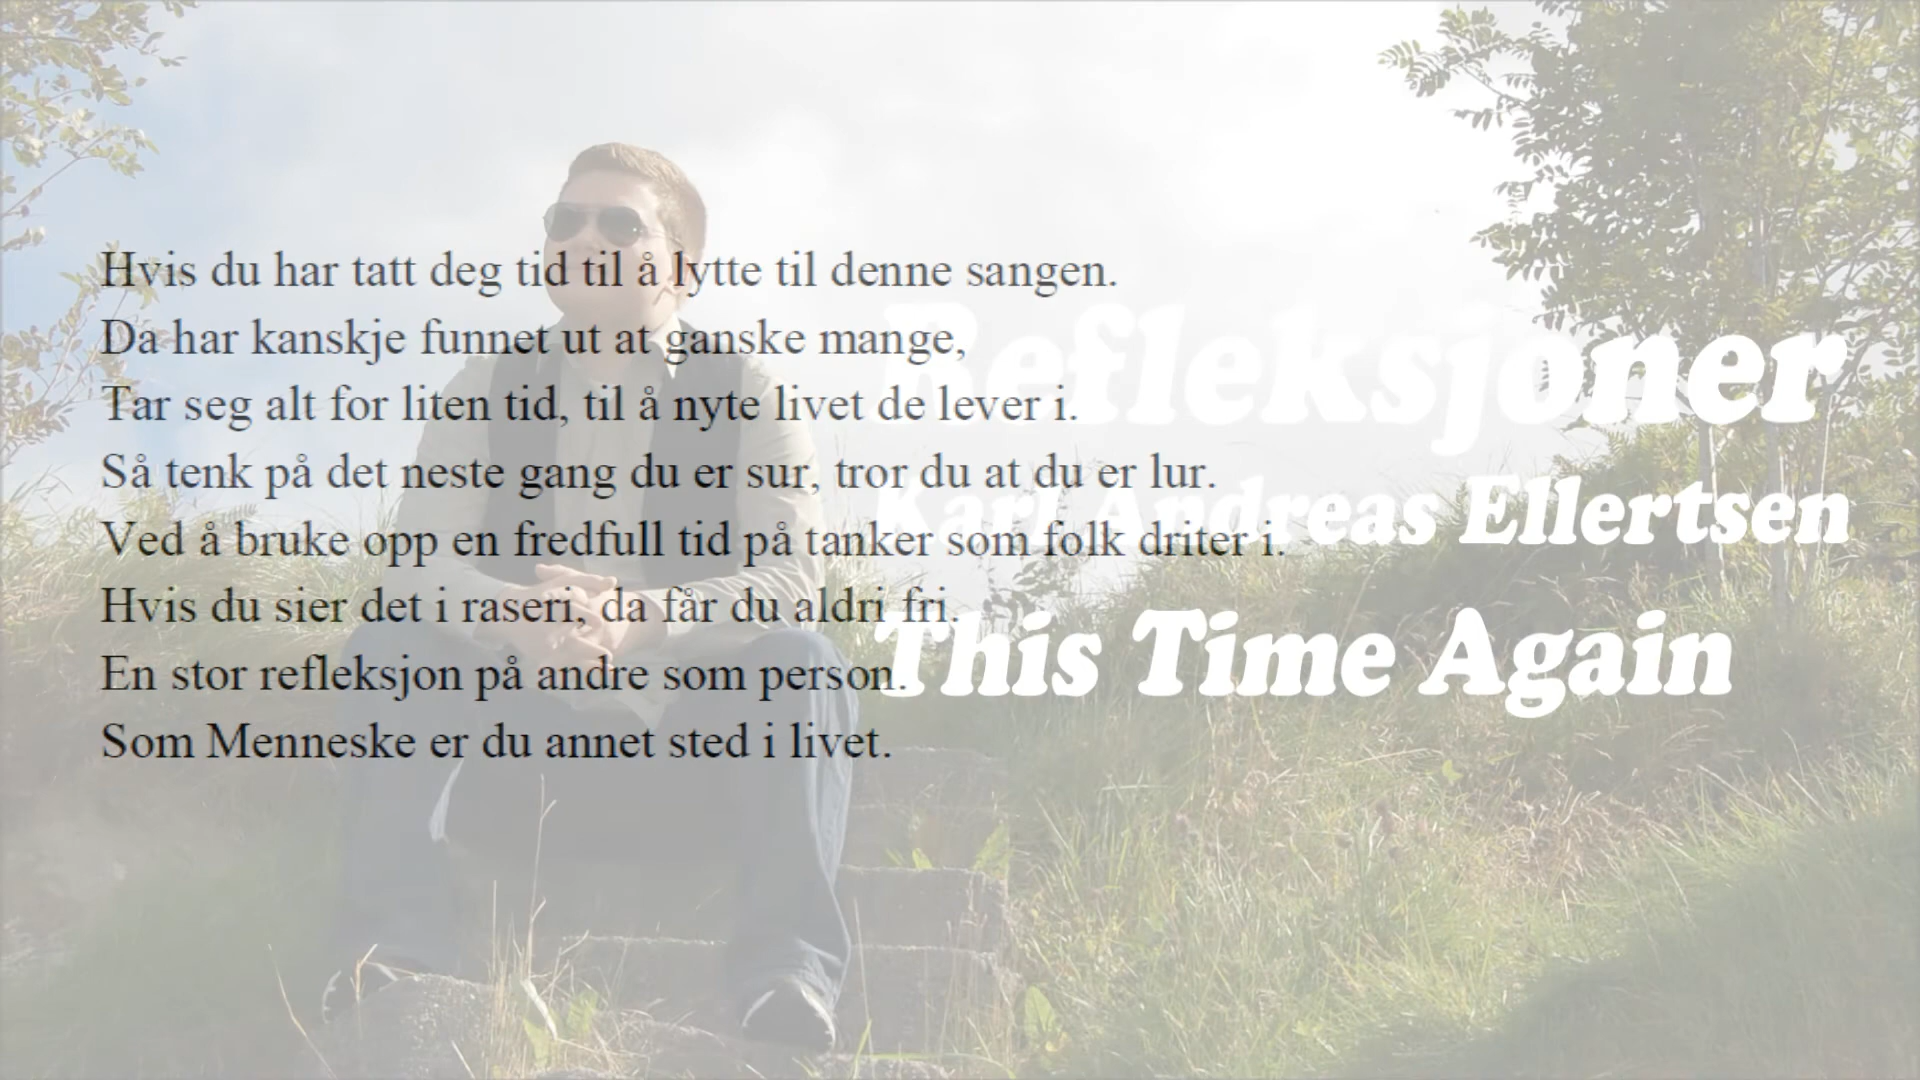 Hvis du har tatt deg tid til å lytte til denne sangen.
Da har kanskje funnet ut at ganske mange,
Tar seg alt for liten tid, til å nyte livet de lever i.
Så tenk på det neste gang du er sur, tror du at du er lur.
Ved å bruke opp en fredfull tid på tanker som folk driter i.
Hvis du sier det i raseri, da får du aldri fri.
En stor refleksjon på andre som person.
Som Menneske er du annet sted i livet.
Refleksjoner
Karl Andreas Ellertsen
This Time Again